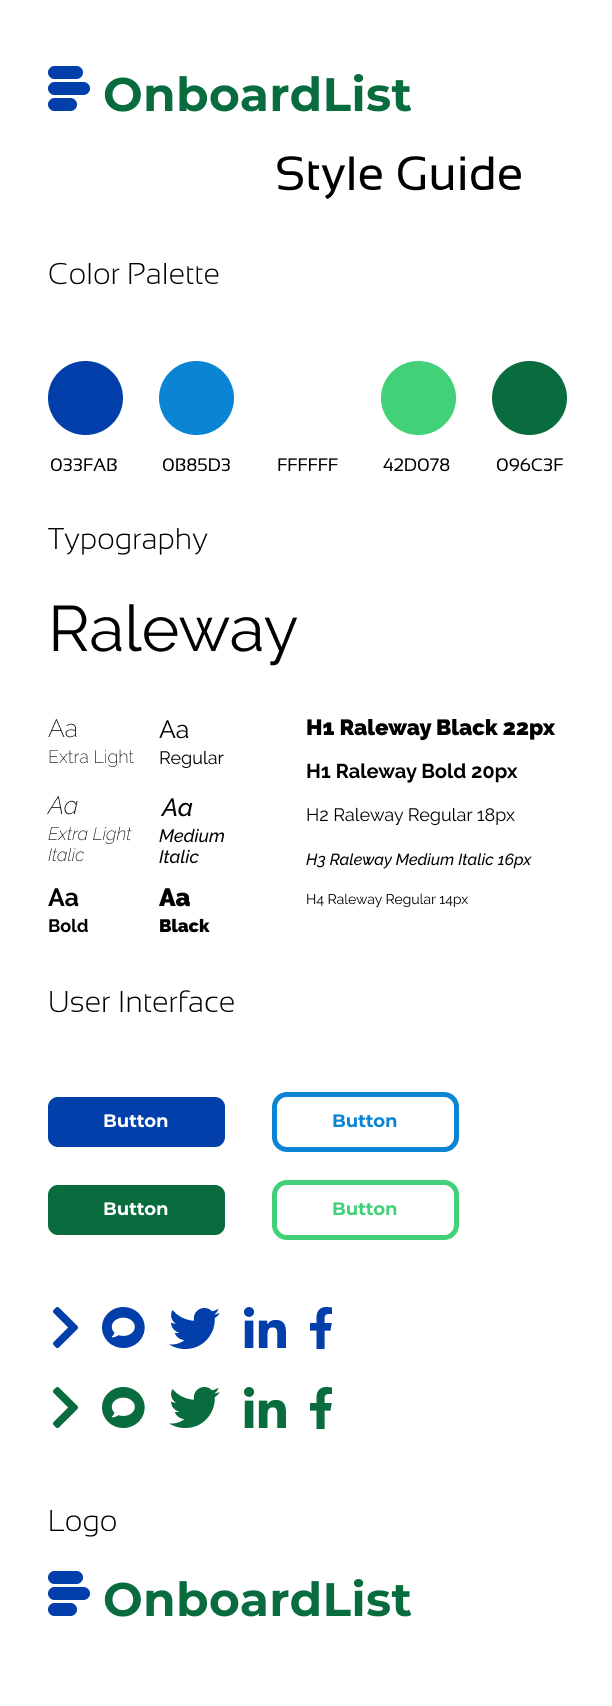 OnboardList
Style Guide
Color Palette
033FAB
0B85D3
FFFFFF
42D078
096C3F
Typography
Raleway
Aa
Extra Light
Aa
Regular
Aa
Extra Light
Italic
Aa
Medium
Italic
Aa
Bold
Aa
Black
H1 Raleway Black 22px
H1 Raleway Bold 20px
H2 Raleway Regular 18px
H3 Raleway Medium Italic 16px
H4 Raleway Regular 14px
User Interface
Button
Button
Button
Button
in
f
in
f
Logo
OnboardList